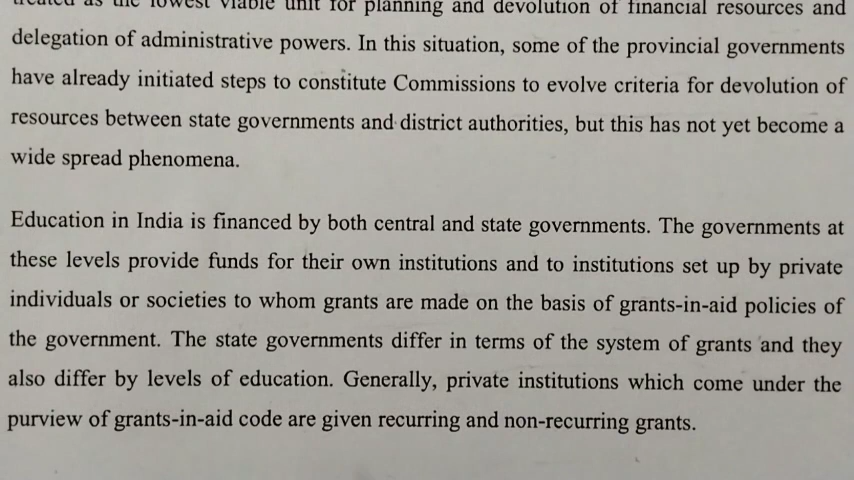 treated as the lowest viable unit for planning and devolution of financial resources and
delegation of administrative powers. In this situation, some of the provincial governments
have already initiated steps to constitute Commissions to evolve criteria for devolution of
resources between state governments and district authorities, but this has not yet become a
wide spread phenomena.
Education in India is financed by both central and state governments. The governments at
these levels provide funds for their own institutions and to institutions set up by private
individuals or societies to whom grants are made on the basis of grants-in-aid policies of
the government. The state governments differ in terms of the system of grants and they
also differ by levels of education. Generally, private institutions which come under the
purview of grants-in-aid code are given recurring and non-recurring grants.